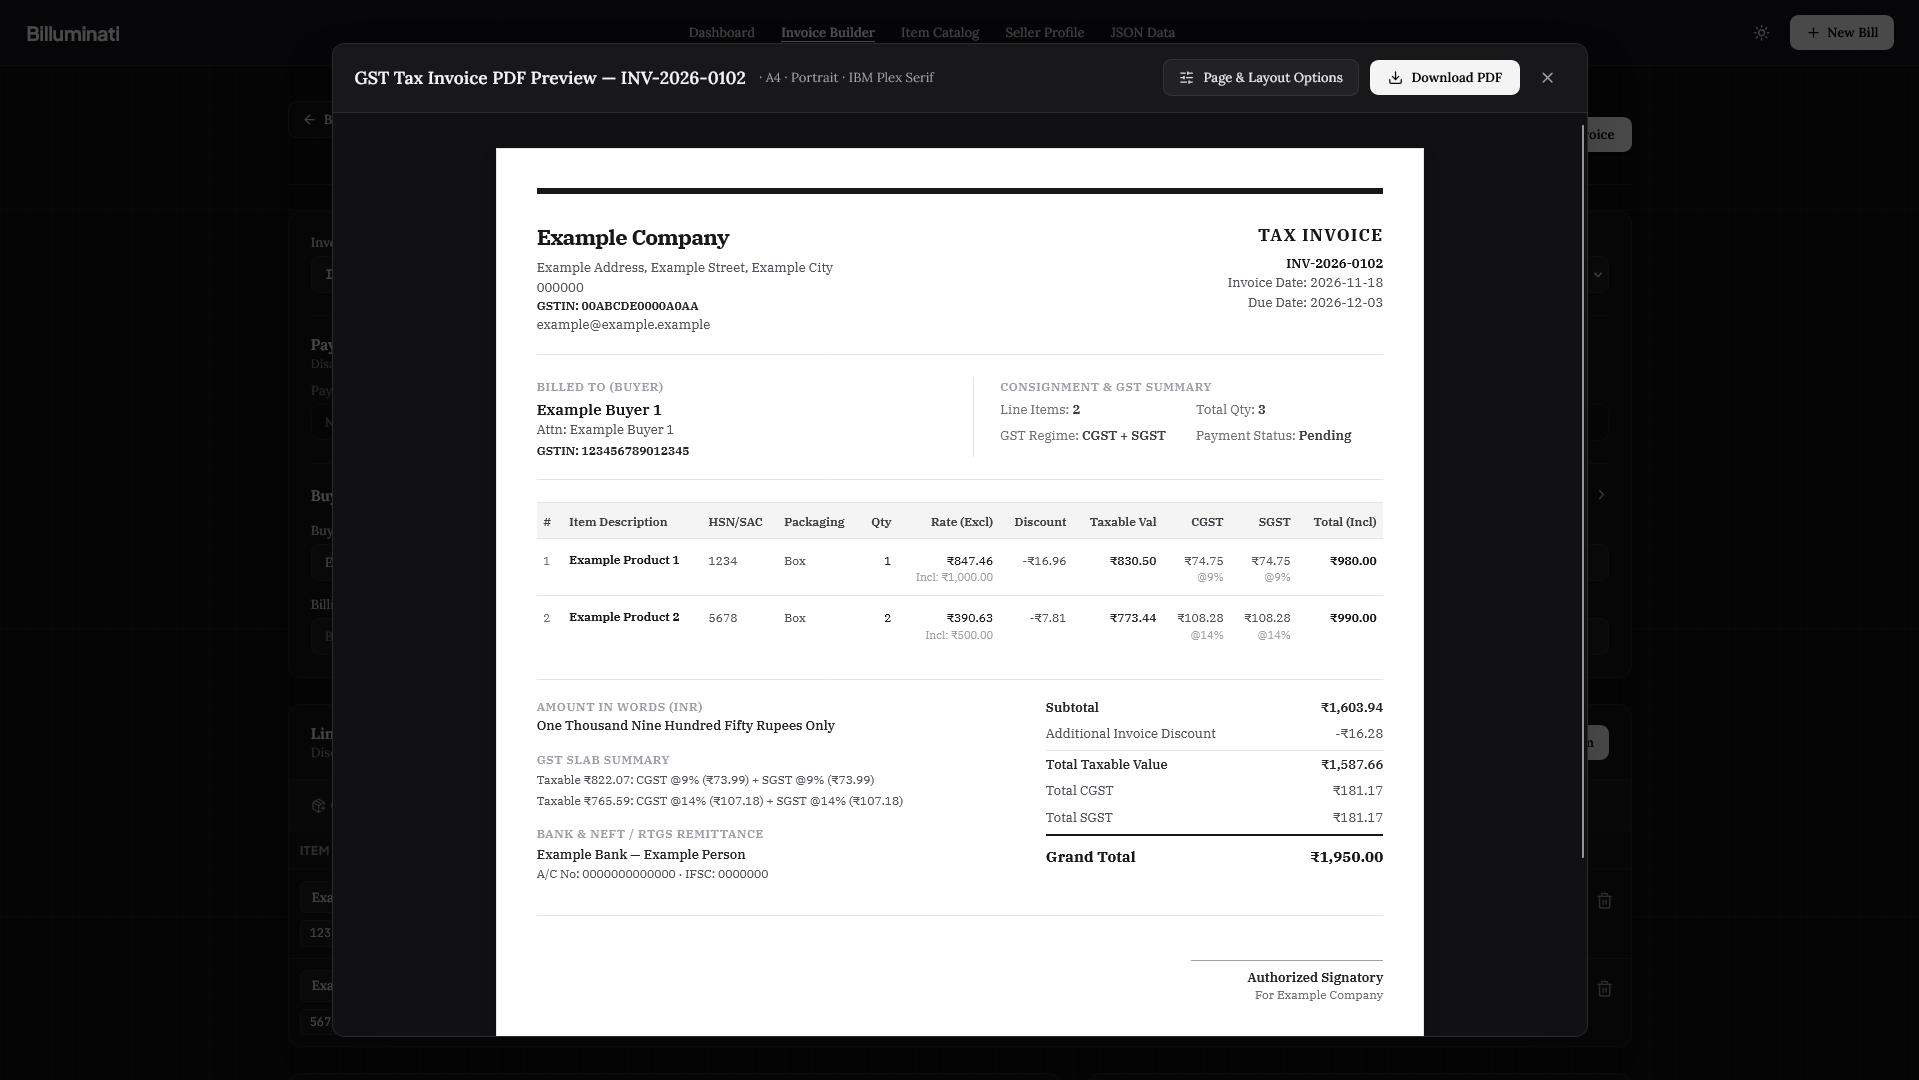 Billuminati
Dashboard Invoice Builder Item Catalog Seller Profile JSON Data
New Bill
GST Tax Invoice PDF Preview — INV-2026-0102 · A4 · Portrait · IBM Plex Serif
Page & Layout Options
Download PDF
Example Company
Example Address, Example Street, Example City
000000
GSTIN: 00ABCDE0000A0AA
example@example.example
TAX INVOICE
INV-2026-0102
Invoice Date: 2026-11-18
Due Date: 2026-12-03
BILLED TO (BUYER)
Example Buyer 1
Attn: Example Buyer 1
GSTIN: 123456789012345
CONSIGNMENT & GST SUMMARY
Line Items: 2 Total Qty: 3
GST Regime: CGST + SGST Payment Status: Pending
# Item Description HSN/SAC Packaging Qty Rate (Excl) Discount Taxable Val CGST SGST Total (Incl)
1 Example Product 1 1234 Box 1 ₹847.46 -₹16.96 ₹830.50 ₹74.75 ₹74.75 ₹980.00
Incl: ₹1,000.00 @9% @9%
2 Example Product 2 5678 Box 2 ₹390.63 -₹7.81 ₹773.44 ₹108.28 ₹108.28 ₹990.00
Incl: ₹500.00 @14% @14%
AMOUNT IN WORDS (INR)
One Thousand Nine Hundred Fifty Rupees Only
GST SLAB SUMMARY
Taxable ₹822.07: CGST @9% (₹73.99) + SGST @9% (₹73.99)
Taxable ₹765.59: CGST @14% (₹107.18) + SGST @14% (₹107.18)
BANK & NEFT / RTGS REMITTANCE
Example Bank — Example Person
A/C No: 0000000000000 · IFSC: 0000000
Subtotal ₹1,603.94
Additional Invoice Discount -₹16.28
Total Taxable Value ₹1,587.66
Total CGST ₹181.17
Total SGST ₹181.17
Grand Total ₹1,950.00
Authorized Signatory
For Example Company